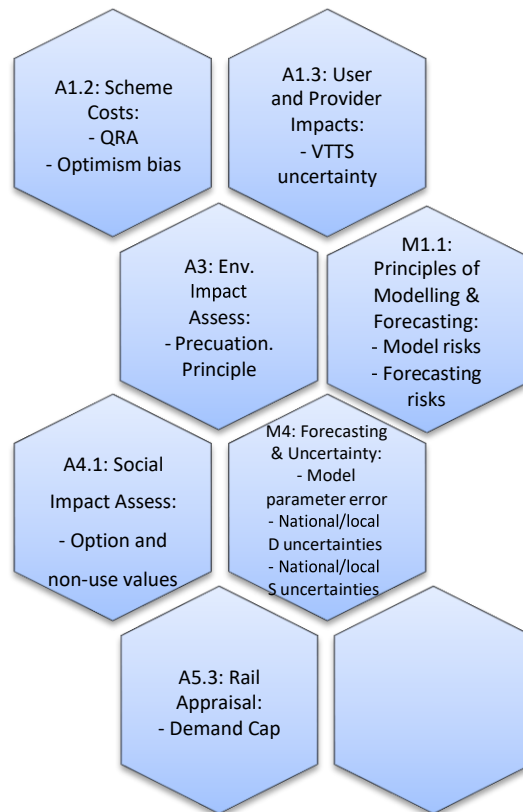 A1.2: Scheme
Costs:
- QRA
- Optimism bias
A1.3: User
and Provider
Impacts:
- VTTS
uncertainty
A3: Env.
Impact
Assess:
- Precuation.
Principle
M1.1:
Principles of
Modelling &
Forecasting:
- Model risks
- Forecasting
risks
A4.1: Social
Impact Assess:
- Option and
non-use values
M4: Forecasting
& Uncertainty:
- Model
parameter error
- National/local
D uncertainties
- National/local
S uncertainties
A5.3: Rail
Appraisal:
- Demand Cap